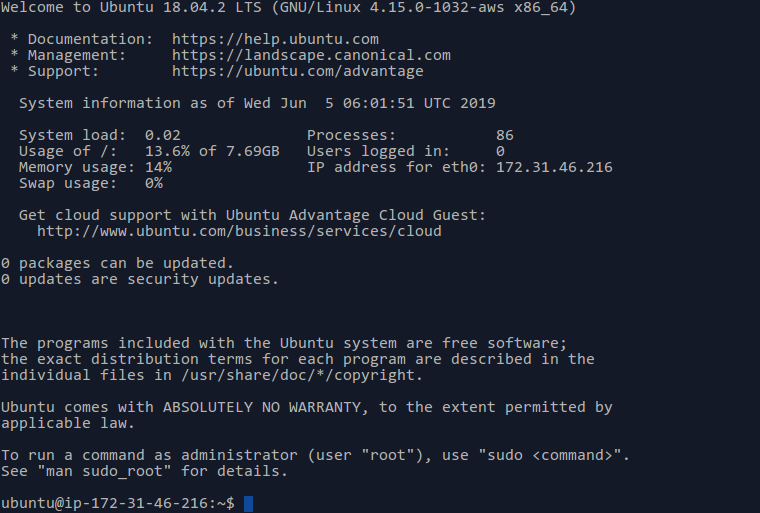 Welcome to Ubuntu 18.04.2 LTS (GNU/Linux 4.15.0-1032-aws x86_64)
* Documentation:  https://help.ubuntu.com
* Management:     https://landscape.canonical.com
* Support:        https://ubuntu.com/advantage
System information as of Wed Jun  5 06:01:51 UTC 2019
System load:  0.02              Processes:           86
Usage of /:   13.6% of 7.69GB   Users logged in:     0
Memory usage: 14%               IP address for eth0: 172.31.46.216
Swap usage:   0%
Get cloud support with Ubuntu Advantage Cloud Guest:
http://www.ubuntu.com/business/services/cloud
0 packages can be updated.
0 updates are security updates.
The programs included with the Ubuntu system are free software;
the exact distribution terms for each program are described in the
individual files in /usr/share/doc/*/copyright.
Ubuntu comes with ABSOLUTELY NO WARRANTY, to the extent permitted by
applicable law.
To run a command as administrator (user "root"), use "sudo <command>".
See "man sudo_root" for details.
ubuntu@ip-172-31-46-216:~$